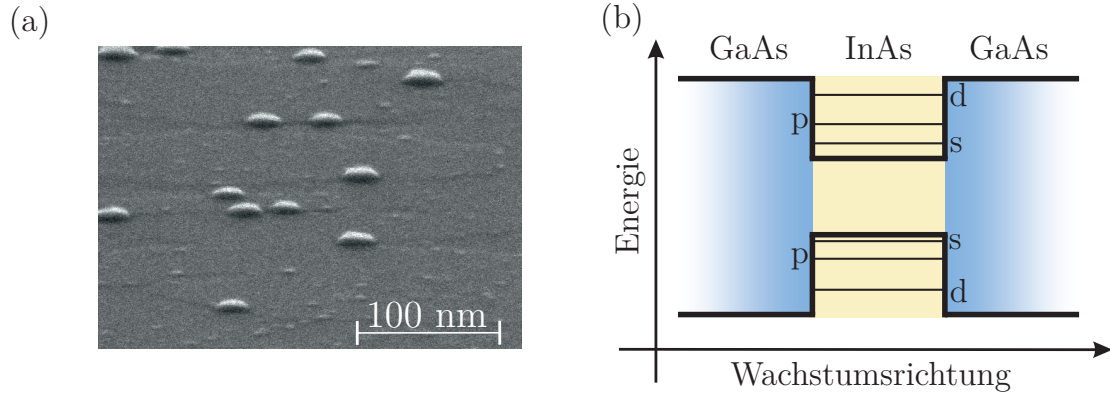 (a)
100 nm
(b)
GaAs InAs GaAs
d
p
s
s
p
d
Energie
Wachstumsrichtung